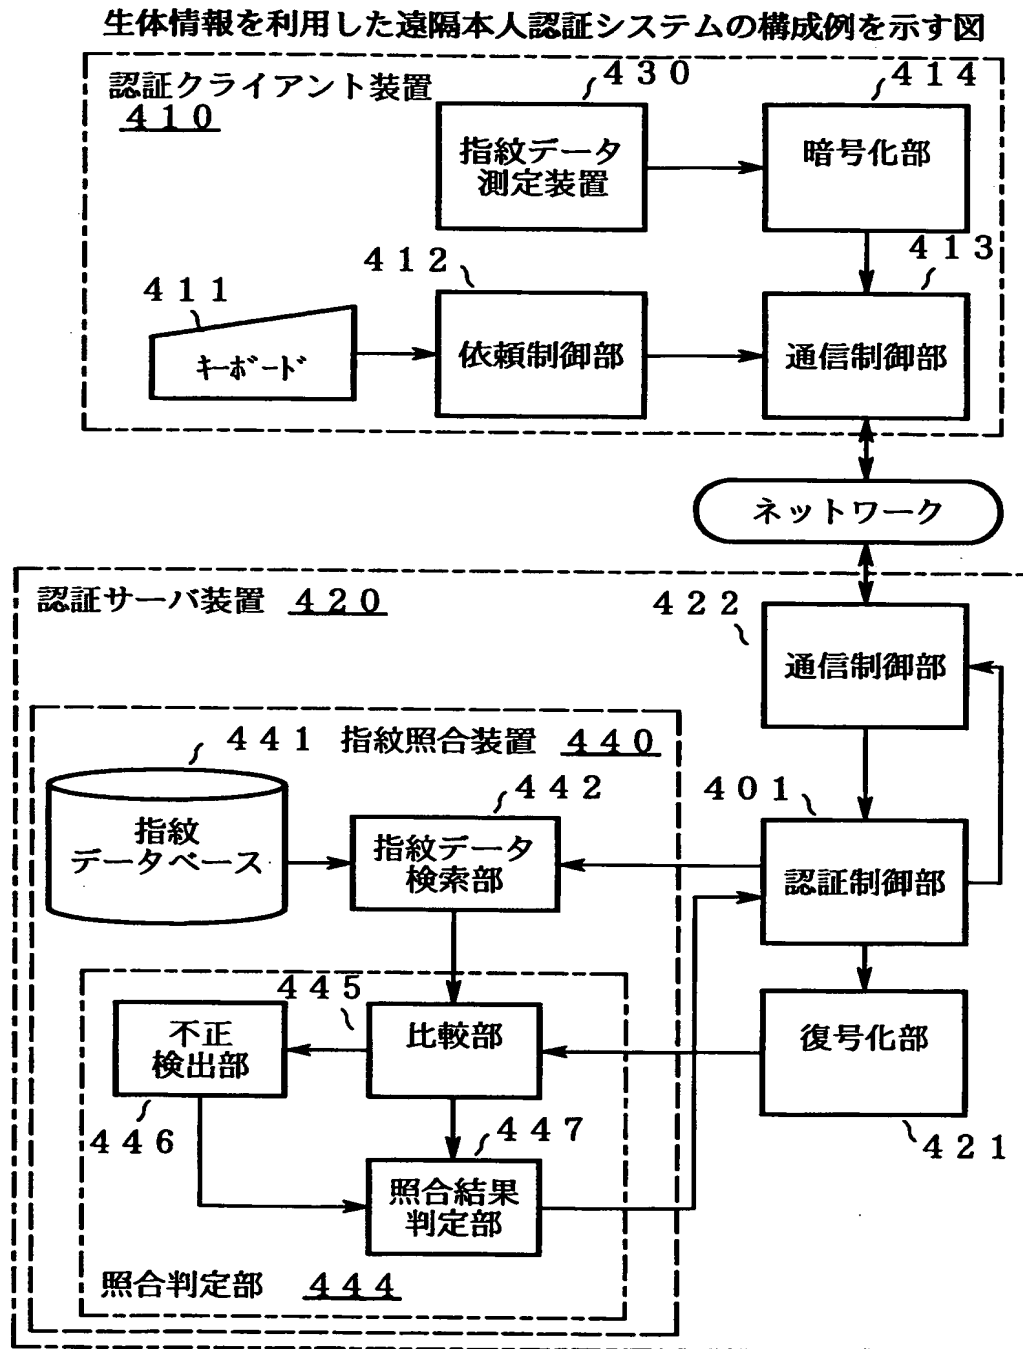 生体情報を利用した遠隔本人認証システムの構成例を示す図
認証クライアント装置
410
430
414
指紋データ
測定装置
暗号化部
413
412
411
キーボード
依頼制御部
通信制御部
ネットワーク
認証サーバ装置 420
422
通信制御部
441
指紋照合装置 440
442
401
指紋
データベース
指紋データ
検索部
認証制御部
445
不正
検出部
比較部
復号化部
446
447
421
照合結果
判定部
照合判定部 444